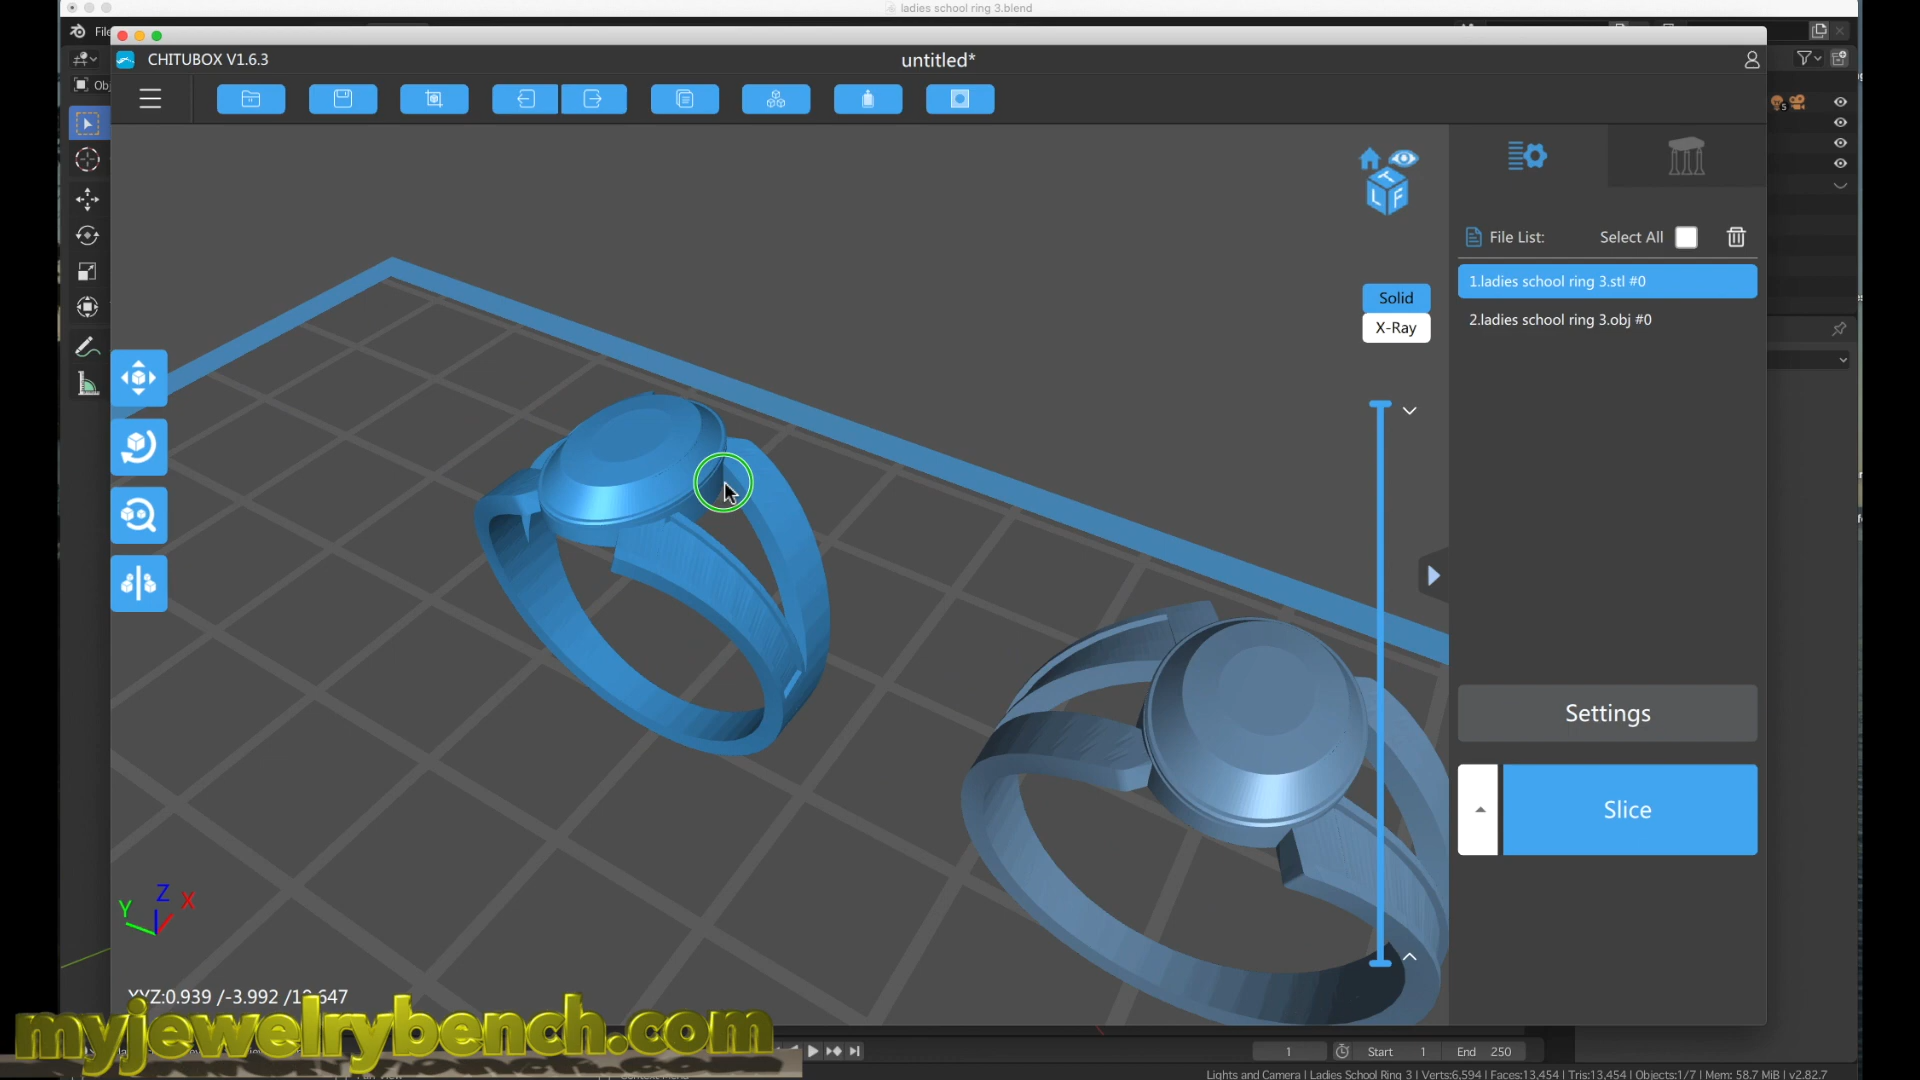 ladies school ring 3.blend
File
CHITUBOX V1.6.3
untitled*
Obj
T
L F
File List:
Select All
1.ladies school ring 3.stl #0
2.ladies school ring 3.obj #0
Solid
X-Ray
Settings
Slice
Z
Y
X
myjewelrybench.com
1
Start 1
End 250
Lights and Camera | Ladies School Ring 3 | Verts:6,594 | Faces:13,454 | Tris:13,454 | Objects:1/7 | Mem: 58.7 MiB | v2.82.7